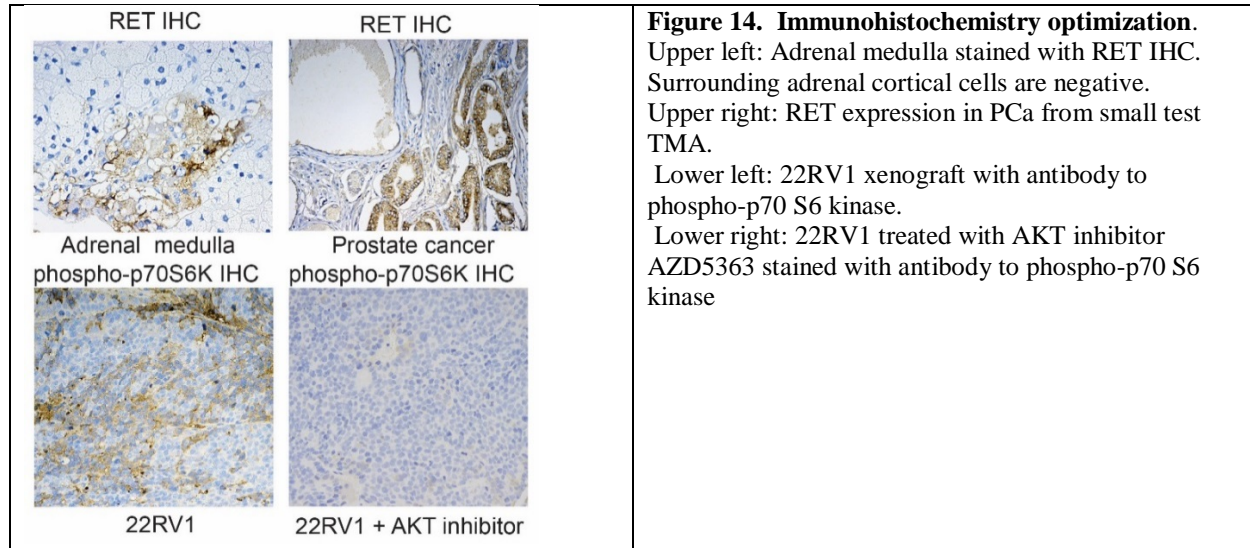 RET IHC
RET IHC
Adrenal medulla
Prostate cancer
phospho-p70S6K IHC
phospho-p70S6K IHC
22RV1
22RV1 + AKT inhibitor
Figure 14. Immunohistochemistry optimization.
Upper left: Adrenal medulla stained with RET IHC.
Surrounding adrenal cortical cells are negative.
Upper right: RET expression in PCa from small test
TMA.
Lower left: 22RV1 xenograft with antibody to
phospho-p70 S6 kinase.
Lower right: 22RV1 treated with AKT inhibitor
AZD5363 stained with antibody to phospho-p70 S6
kinase